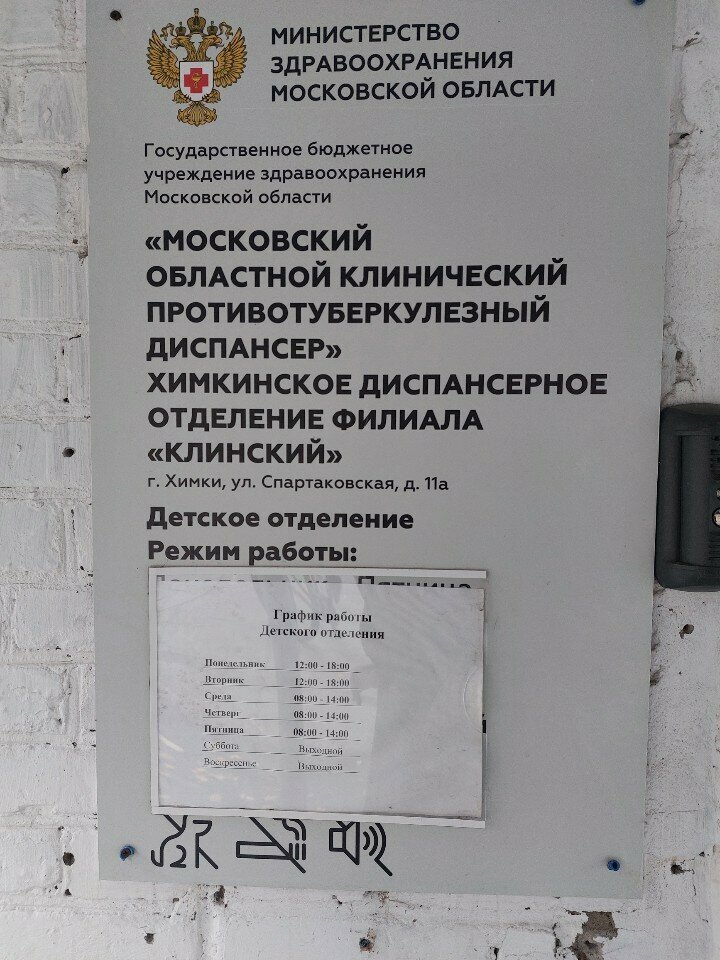 МИНИСТЕРСТВО
ЗДРАВООХРАНЕНИЯ
МОСКОВСКОЙ ОБЛАСТИ
Государственное бюджетное
учреждение здравоохранения
Московской области
«МОСКОВСКИЙ
ОБЛАСТНОЙ КЛИНИЧЕСКИЙ
ПРОТИВОТУБЕРКУЛЕЗНЫЙ
ДИСПАНСЕР»
ХИМКИНСКОЕ ДИСПАНСЕРНОЕ
ОТДЕЛЕНИЕ ФИЛИАЛА
«КЛИНСКИЙ»
г. Химки, ул. Спартаковская, д. 11а
Детское отделение
Режим работы:
График работы
Детского отделения
Понедельник 12:00 - 18:00
Вторник 12:00 - 18:00
Среда 08:00 - 14:00
Четверг 08:00 - 14:00
Пятница 08:00 - 14:00
Суббота Выходной
Воскресенье Выходной